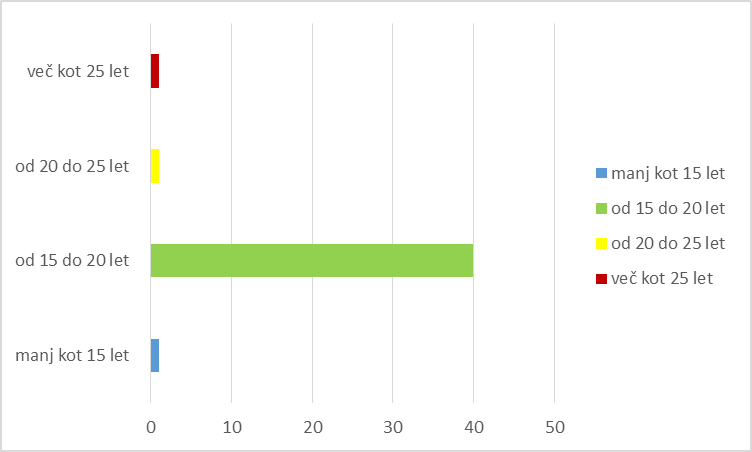 več kot 25 let
od 20 do 25 let
od 15 do 20 let
manj kot 15 let
0 10 20 30 40 50
manj kot 15 let
od 15 do 20 let
od 20 do 25 let
več kot 25 let